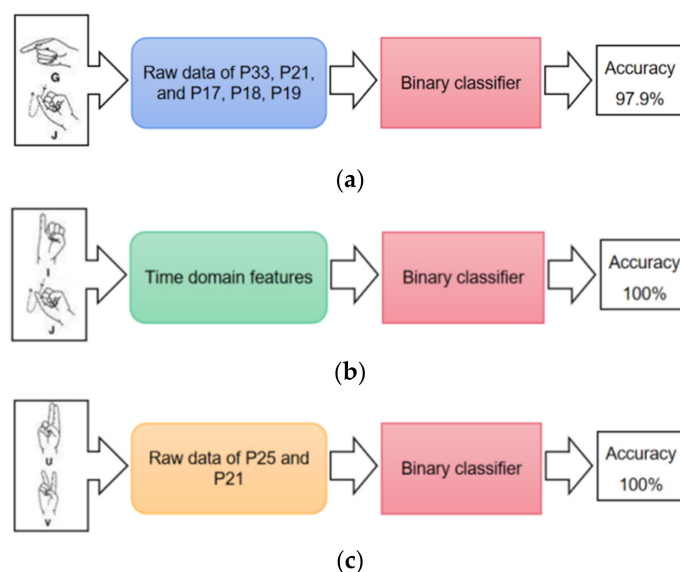 G
J
Raw data of P33, P21,
and P17, P18, P19
Binary classifier
Accuracy
97.9%
(a)
I
J
Time domain features
Binary classifier
Accuracy
100%
(b)
U
V
Raw data of P25 and
P21
Binary classifier
Accuracy
100%
(c)